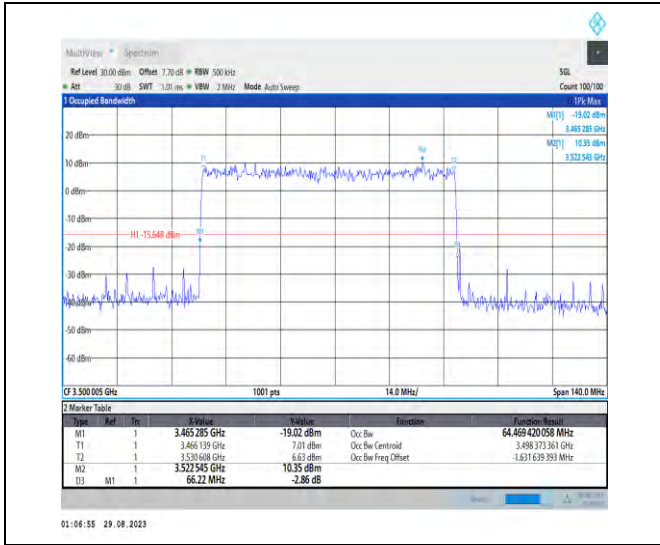 MultiView Spectrum
Ref Level 30.00 dBm Offset 7.70 dB RBW 500 kHz SGL
Att 30 dB SWT 1.01 ms VBW 2 MHz Mode Auto Sweep Count 100/100
1 Occupied Bandwidth 1Pk Max
M1[1] -19.02 dBm
3.465 285 GHz
M2[1] 10.35 dBm
3.522 545 GHz
20 dBm
10 dBm
0 dBm
-10 dBm
H1 -15.648 dBm
-20 dBm
-30 dBm
-40 dBm
-50 dBm
-60 dBm
T1
M2
T2
M1
D3
CF 3.500 005 GHz 1001 pts 14.0 MHz/ Span 140.0 MHz
2 Marker Table
Type Ref Trc X-Value Y-Value Function Function Result
M1 1 3.465 285 GHz -19.02 dBm Occ Bw 64.469 420 058 MHz
T1 1 3.466 139 GHz 7.01 dBm Occ Bw Centroid 3.498 373 361 GHz
T2 1 3.530 608 GHz 6.63 dBm Occ Bw Freq Offset -1.631 639 393 MHz
M2 1 3.522 545 GHz 10.35 dBm
D3 M1 1 66.22 MHz -2.86 dB
01:06:55 29.08.2023